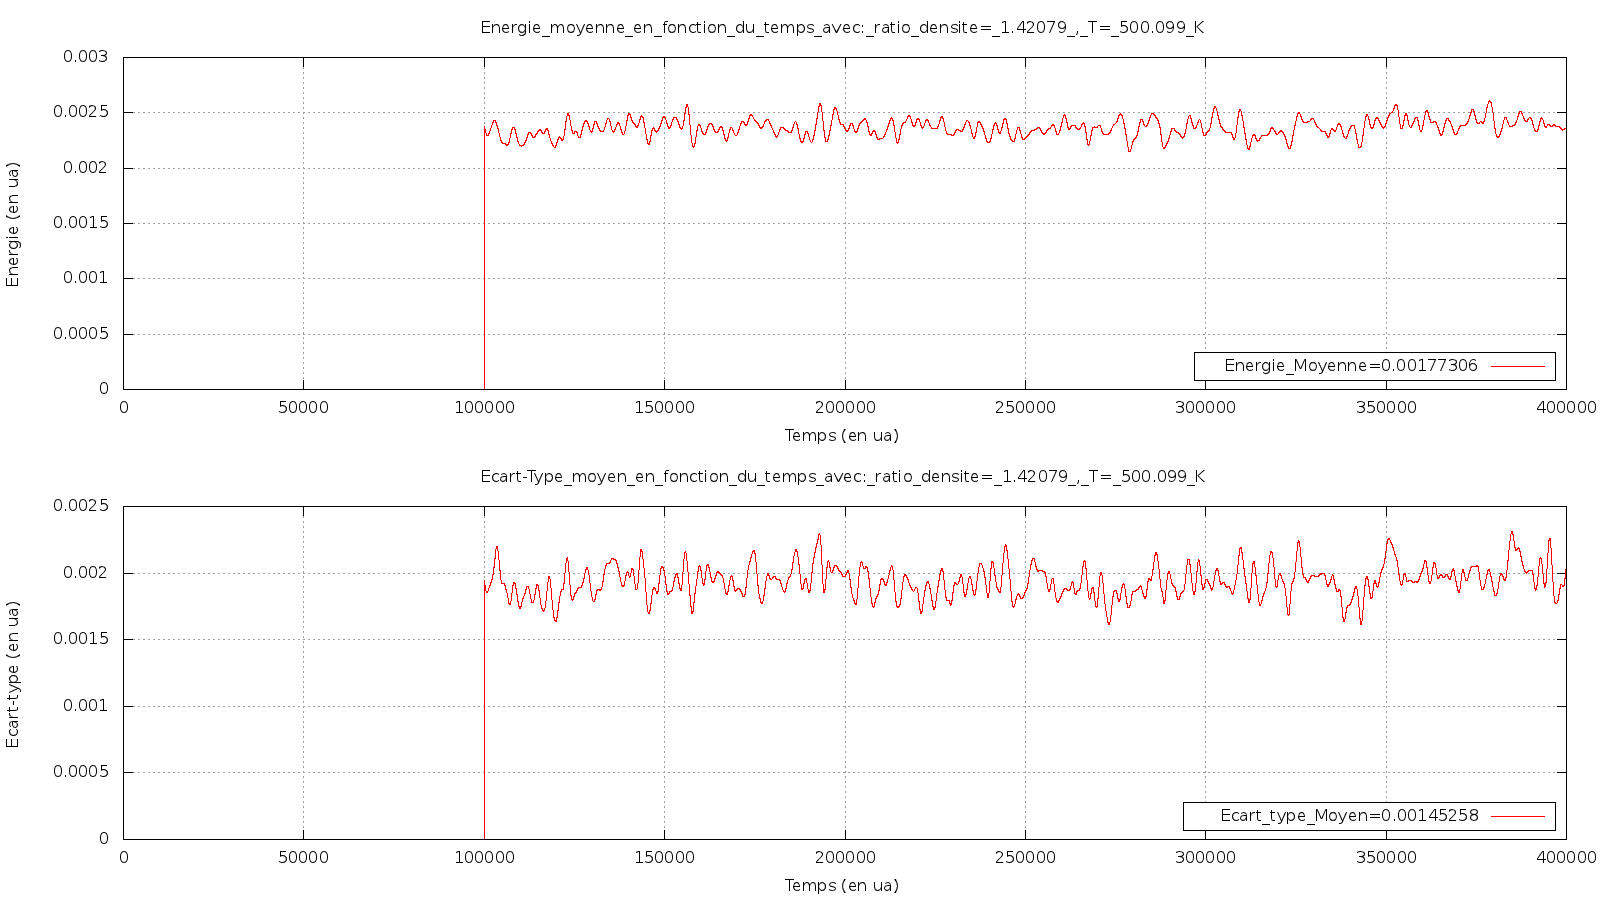 Energie_moyenne_en_fonction_du_temps_avec:_ratio_densite=_1.42079_,_T=_500.099_K
0.003
0.0025
0.002
0.0015
0.001
0.0005
0
Energie (en ua)
Energie_Moyenne=0.00177306
0 50000 100000 150000 200000 250000 300000 350000 400000
Temps (en ua)
Ecart-Type_moyen_en_fonction_du_temps_avec:_ratio_densite=_1.42079_,_T=_500.099_K
0.0025
0.002
0.0015
0.001
0.0005
0
Ecart-type (en ua)
Ecart_type_Moyen=0.00145258
0 50000 100000 150000 200000 250000 300000 350000 400000
Temps (en ua)